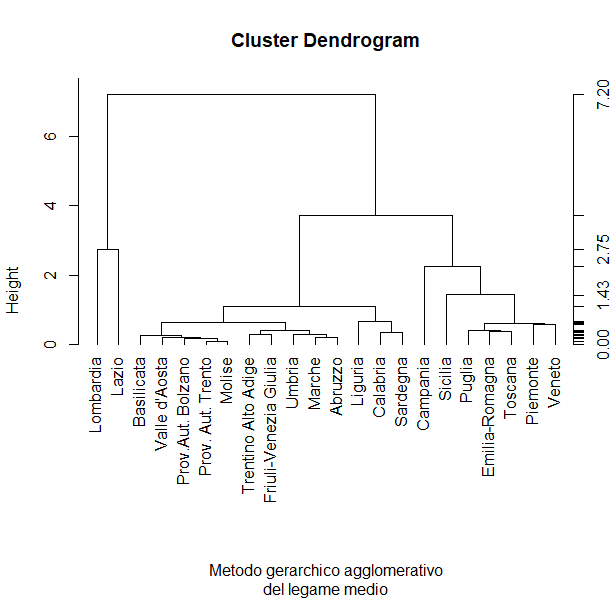 Cluster Dendrogram
Height
0
2
4
6
7.20
2.75
1.43
0.00
Lombardia
Lazio
Basilicata
Valle d'Aosta
Prov.Aut. Bolzano
Prov. Aut. Trento
Molise
Trentino Alto Adige
Friuli-Venezia Giulia
Umbria
Marche
Abruzzo
Liguria
Calabria
Sardegna
Campania
Sicilia
Puglia
Emilia-Romagna
Toscana
Piemonte
Veneto
Metodo gerarchico agglomerativo
del legame medio